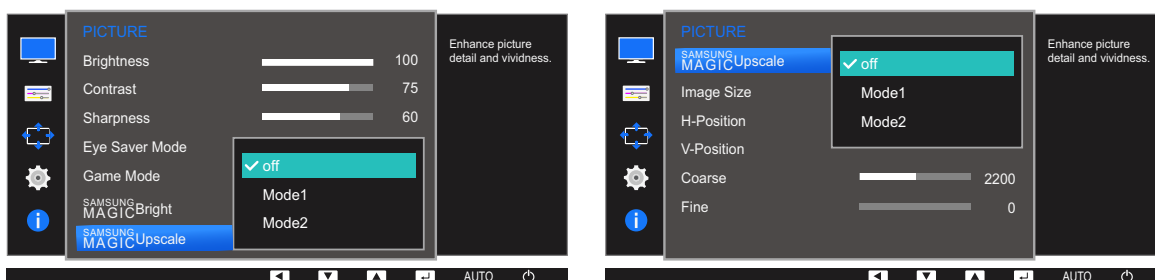 PICTURE
Brightness 100
Contrast 75
Sharpness 60
Eye Saver Mode
Game Mode
SAMSUNG
MAGICBright
SAMSUNG
MAGICUpscale
off
Mode1
Mode2
Enhance picture
detail and vividness.
AUTO
PICTURE
SAMSUNG
MAGICUpscale
Image Size
H-Position
V-Position
Coarse 2200
Fine 0
off
Mode1
Mode2
Enhance picture
detail and vividness.
AUTO